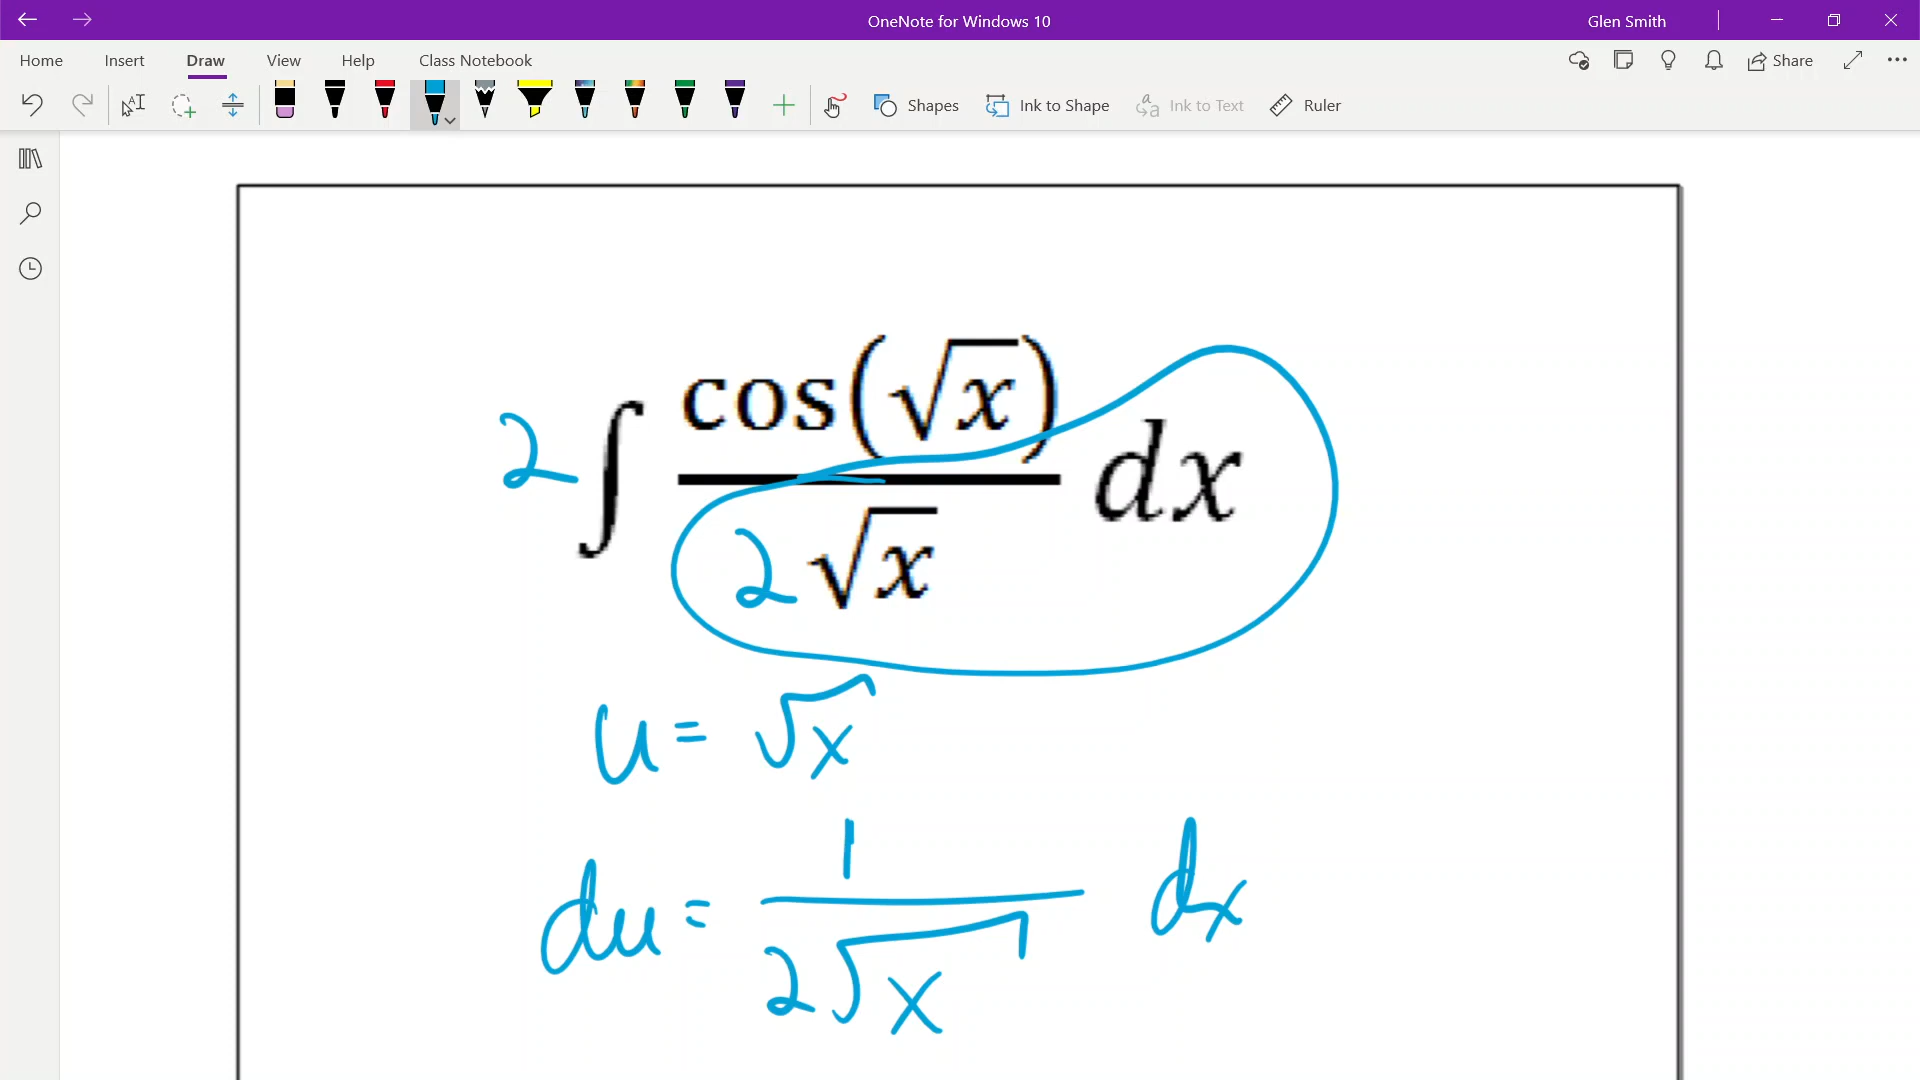 OneNote for Windows 10
Glen Smith
Home Insert Draw View Help Class Notebook Share
Shapes Ink to Shape Ink to Text Ruler
2 ∫ cos(√x) / 2√x dx
u = √x
du = 1 / 2√x dx